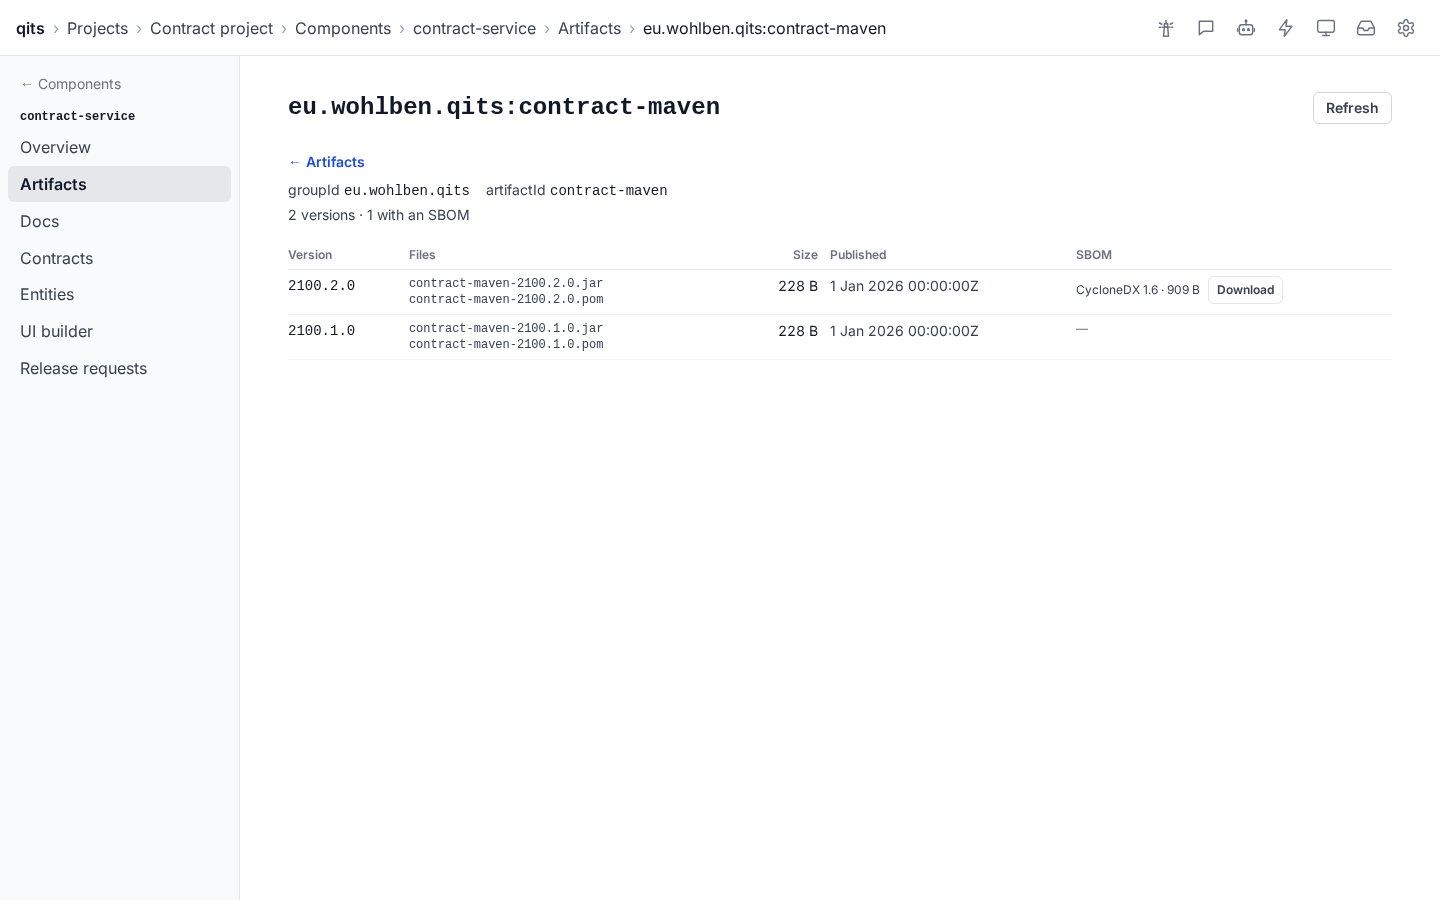 qits › Projects › Contract project › Components › contract-service › Artifacts › eu.wohlben.qits:contract-maven
← Components
contract-service
Overview
Artifacts
Docs
Contracts
Entities
UI builder
Release requests
eu.wohlben.qits:contract-maven
Refresh
← Artifacts
groupId eu.wohlben.qits artifactId contract-maven
2 versions · 1 with an SBOM
Version Files Size Published SBOM
2100.2.0 contract-maven-2100.2.0.jar 228 B 1 Jan 2026 00:00:00Z CycloneDX 1.6 · 909 B Download
contract-maven-2100.2.0.pom
2100.1.0 contract-maven-2100.1.0.jar 228 B 1 Jan 2026 00:00:00Z —
contract-maven-2100.1.0.pom